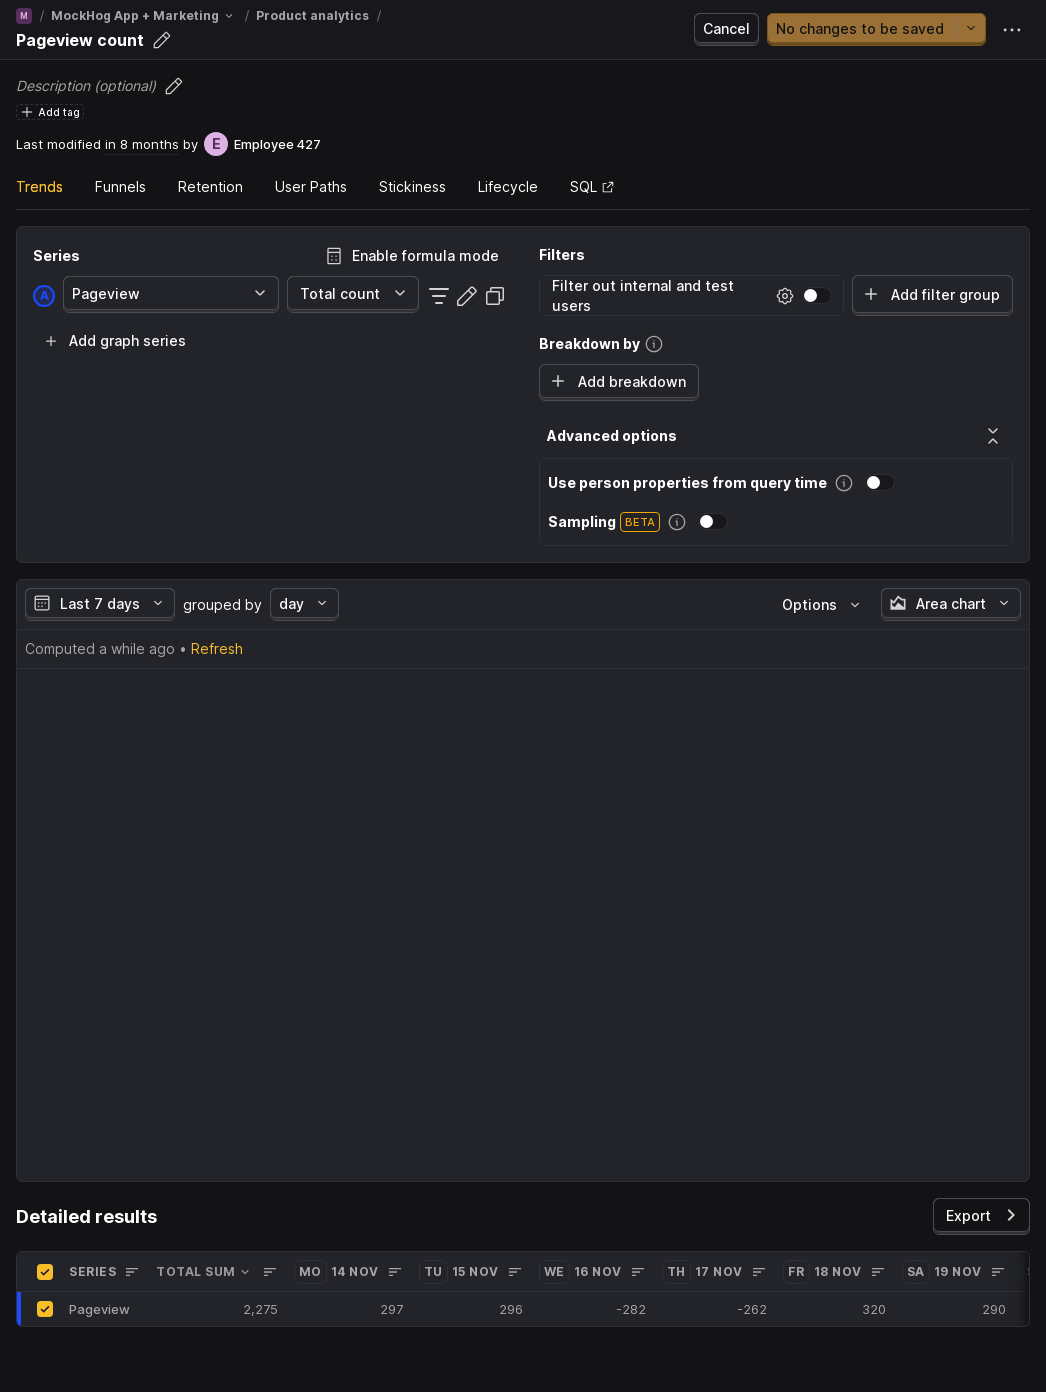 M / MockHog App + Marketing / Product analytics /
Pageview count
Cancel
No changes to be saved
Description (optional)
Add tag
Last modified in 8 months by E Employee 427
Trends Funnels Retention User Paths Stickiness Lifecycle SQL
Series
Enable formula mode
A Pageview Total count
Add graph series
Filters
Filter out internal and test
users
Add filter group
Breakdown by
Add breakdown
Advanced options
Use person properties from query time
Sampling BETA
Last 7 days grouped by day Options Area chart
Computed a while ago • Refresh
Detailed results
Export
SERIES TOTAL SUM MO 14 NOV TU 15 NOV WE 16 NOV TH 17 NOV FR 18 NOV SA 19 NOV
Pageview 2,275 297 296 -282 -262 320 290